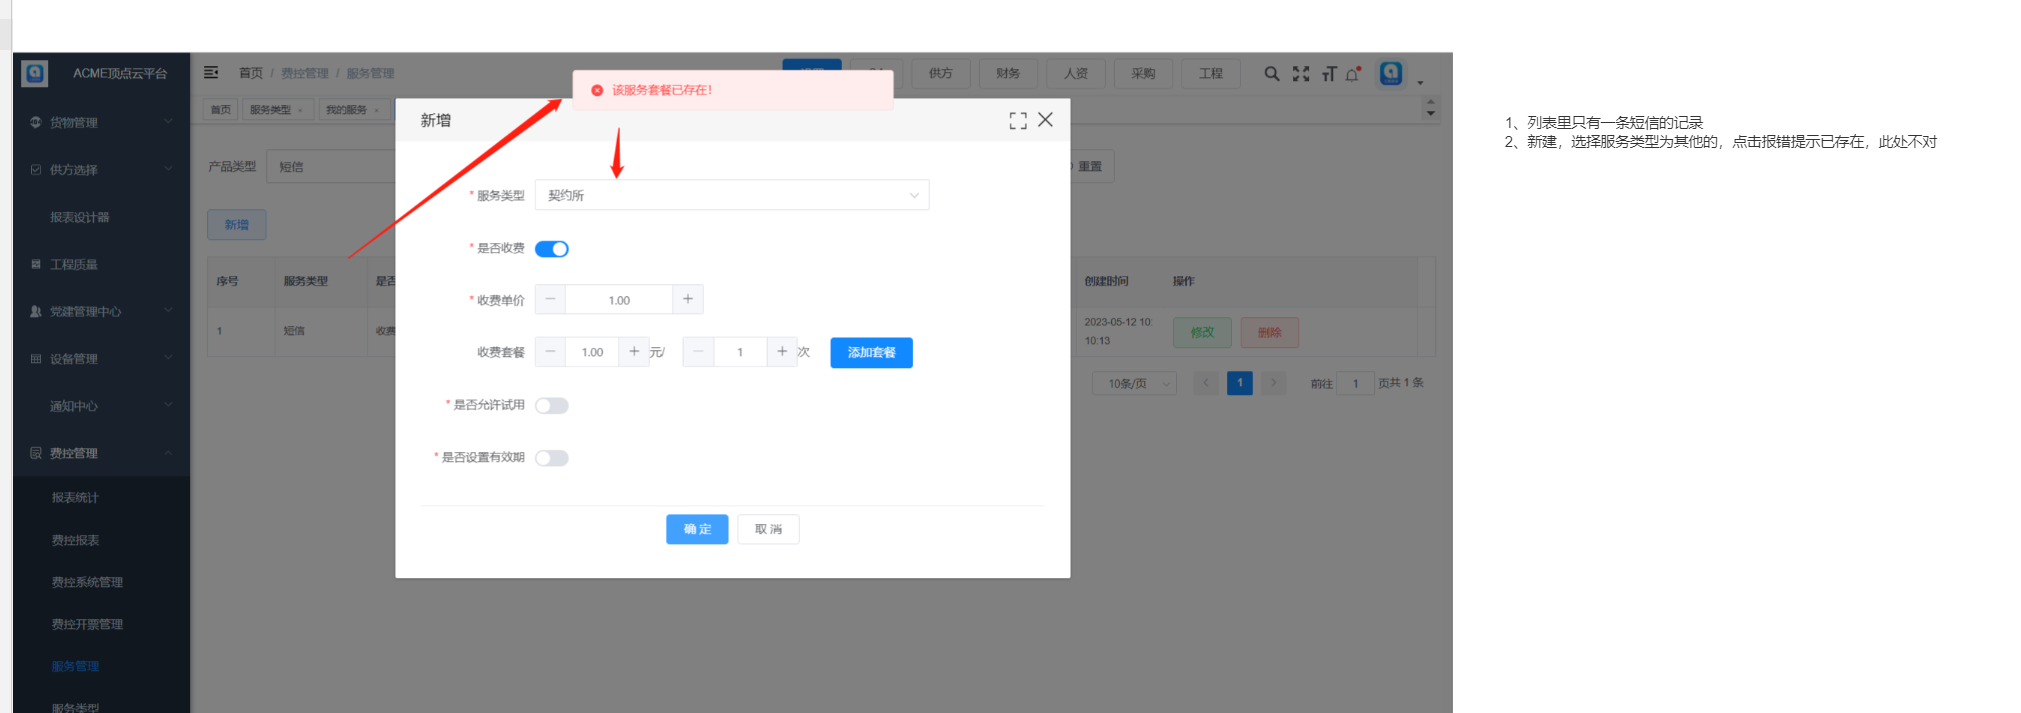 ACME顶点云平台
首页 / 费控管理 / 服务管理
供方
财务
人资
采购
工程
该服务套餐已存在!
首页
服务类型
我的服务
新增
1、列表里只有一条短信的记录
2、新建，选择服务类型为其他的，点击报错提示已存在，此处不对
货物管理
供方选择
报表设计器
工程质量
党建管理中心
设备管理
通知中心
费控管理
报表统计
费控报表
费控系统管理
费控开票管理
服务管理
服务类型
产品类型 短信
重置
新增
序号 服务类型 是否
创建时间 操作
1 短信 收费
2023-05-12 10:
10:13
修改 删除
10条/页
1
前往 1 页共 1 条
* 服务类型 契约所
* 是否收费
* 收费单价 1.00
收费套餐 1.00 元/ 1 次 添加套餐
* 是否允许试用
* 是否设置有效期
确 定 取 消